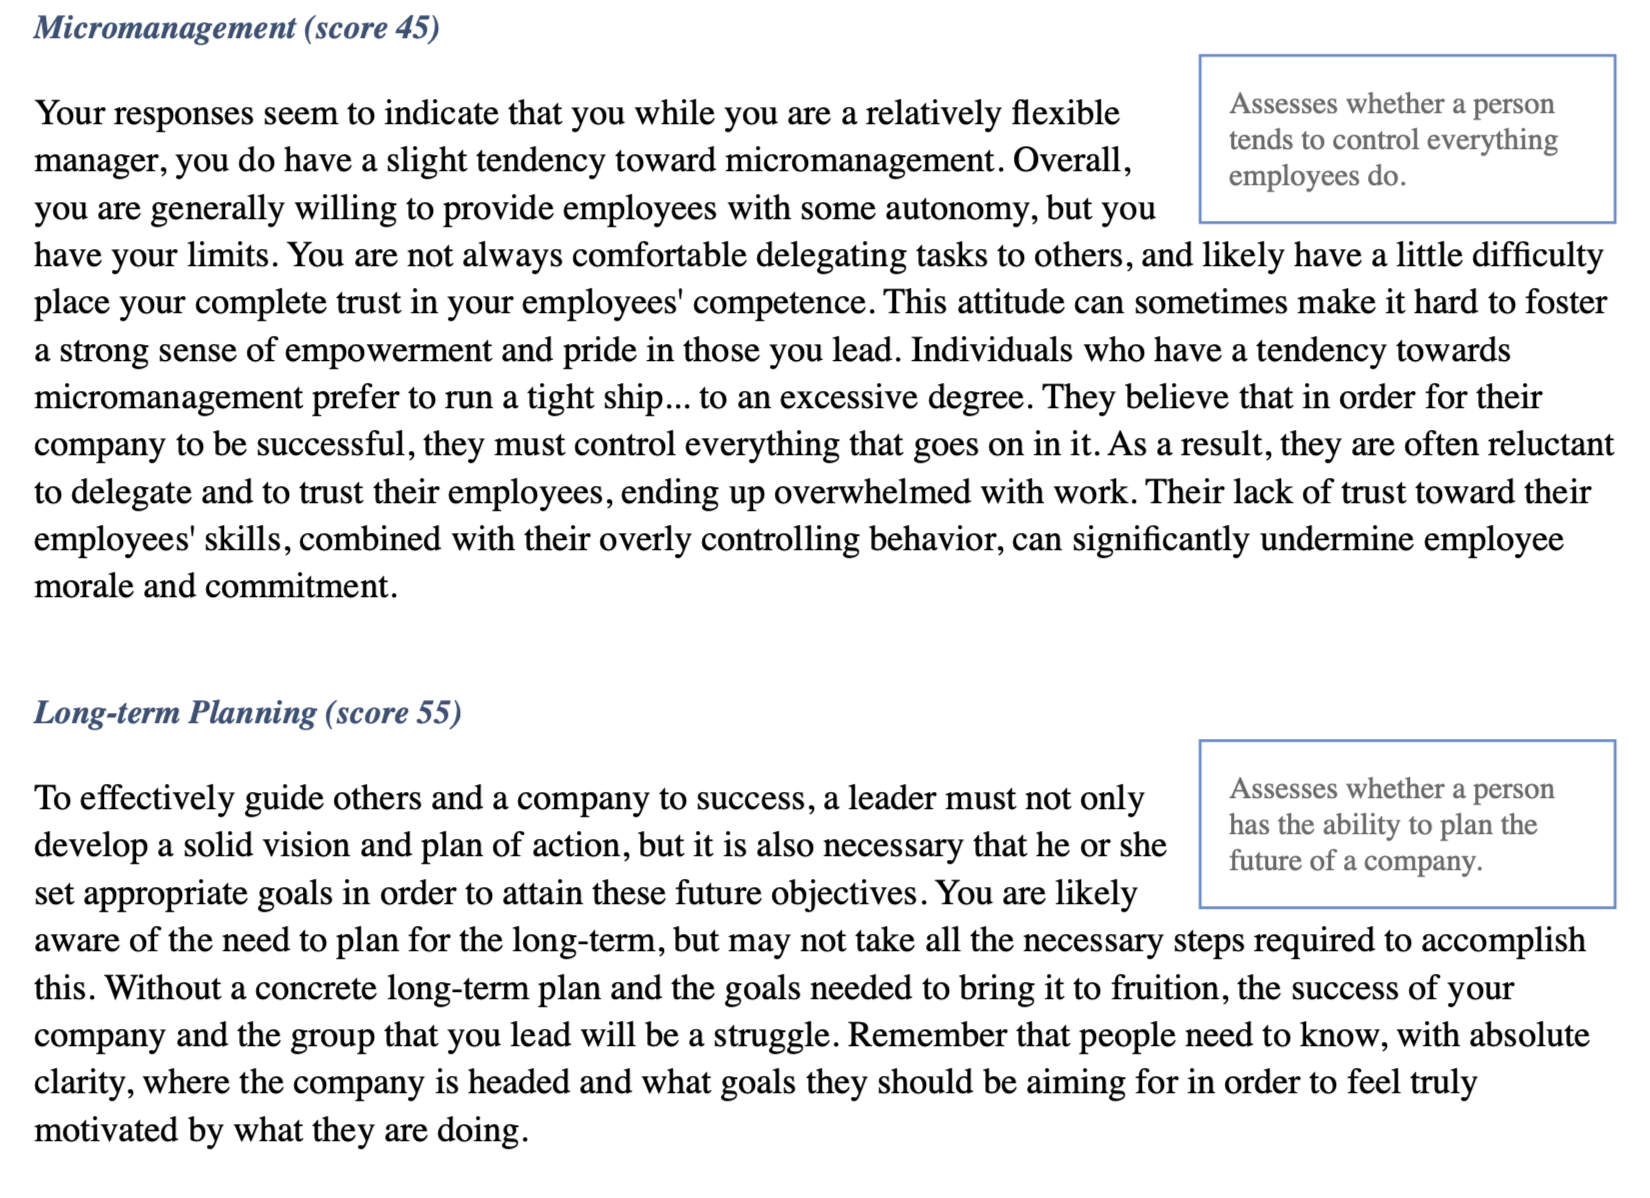 Micromanagement (score 45)
Assesses whether a person
tends to control everything
employees do.
Your responses seem to indicate that you while you are a relatively flexible
manager, you do have a slight tendency toward micromanagement. Overall,
you are generally willing to provide employees with some autonomy, but you
have your limits. You are not always comfortable delegating tasks to others, and likely have a little difficulty
place your complete trust in your employees' competence. This attitude can sometimes make it hard to foster
a strong sense of empowerment and pride in those you lead. Individuals who have a tendency towards
micromanagement prefer to run a tight ship... to an excessive degree. They believe that in order for their
company to be successful, they must control everything that goes on in it. As a result, they are often reluctant
to delegate and to trust their employees, ending up overwhelmed with work. Their lack of trust toward their
employees' skills, combined with their overly controlling behavior, can significantly undermine employee
morale and commitment.
Long-term Planning (score 55)
Assesses whether a person
has the ability to plan the
future of a company.
To effectively guide others and a company to success, a leader must not only
develop a solid vision and plan of action, but it is also necessary that he or she
set appropriate goals in order to attain these future objectives. You are likely
aware of the need to plan for the long-term, but may not take all the necessary steps required to accomplish
this. Without a concrete long-term plan and the goals needed to bring it to fruition, the success of your
company and the group that you lead will be a struggle. Remember that people need to know, with absolute
clarity, where the company is headed and what goals they should be aiming for in order to feel truly
motivated by what they are doing.